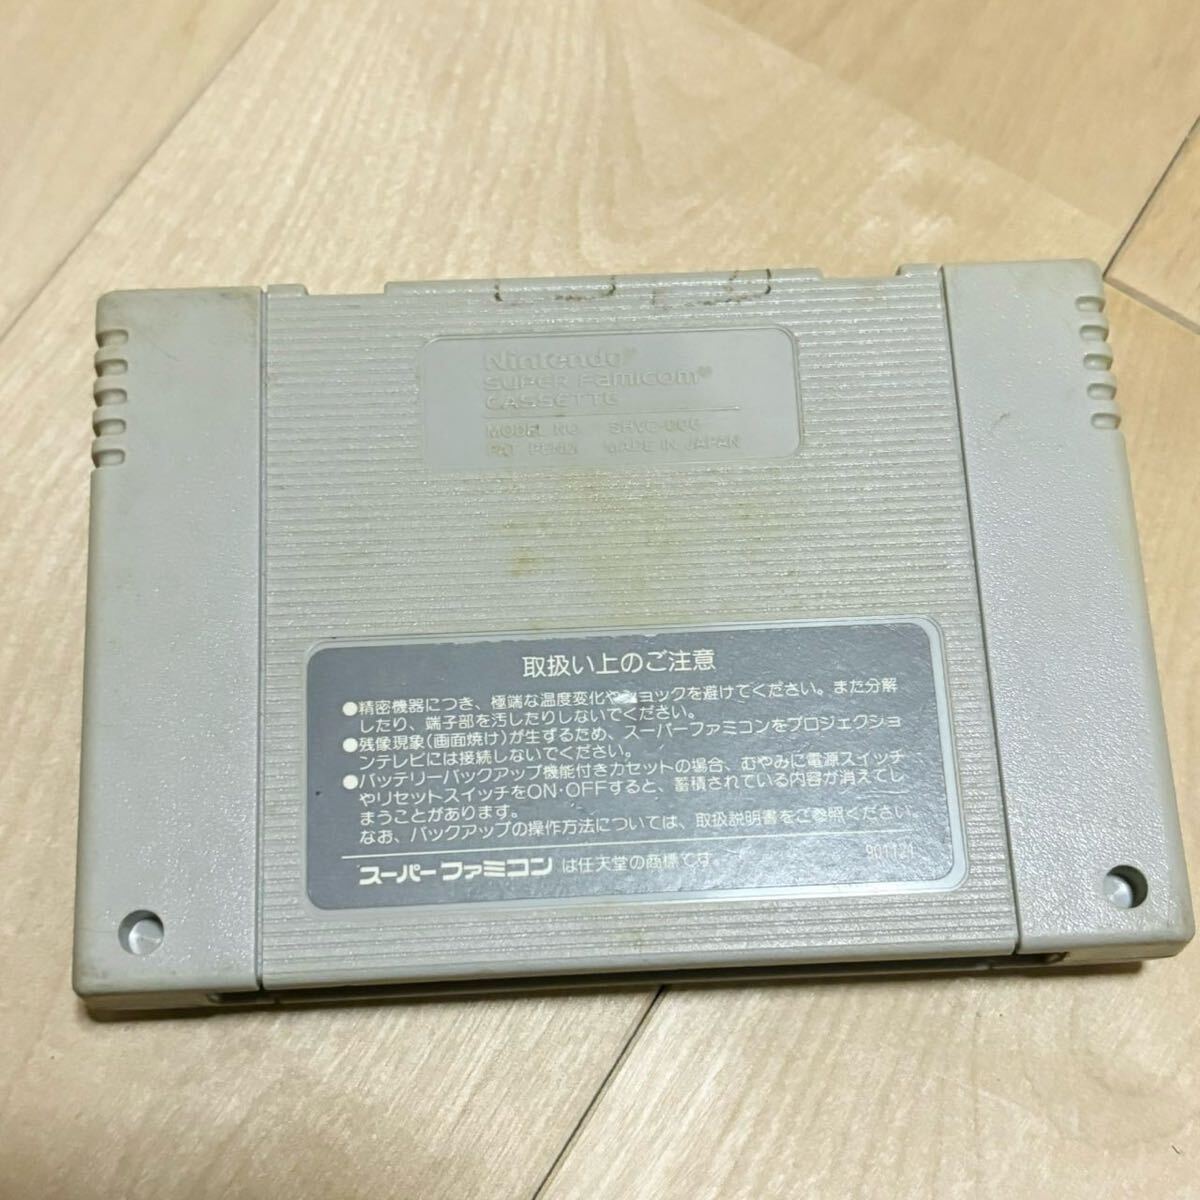 Nintendo®
SUPER FAMICOM®
CASSETTE
MODEL NO. SHVC-006
PAT. PEND. MADE IN JAPAN
取扱い上のご注意
●精密機器につき、極端な温度変化やショックを避けてください。また分解
したり、端子部を汚したりしないでください。
●残像現象(画面焼け)が生ずるため、スーパーファミコンをプロジェクショ
ンテレビには接続しないでください。
●バッテリーバックアップ機能付きカセットの場合、むやみに電源スイッチ
やリセットスイッチをON・OFFすると、蓄積されている内容が消えてし
まうことがあります。
なお、バックアップの操作方法については、取扱説明書をご参照ください。
スーパーファミコンは任天堂の商標です。
901121